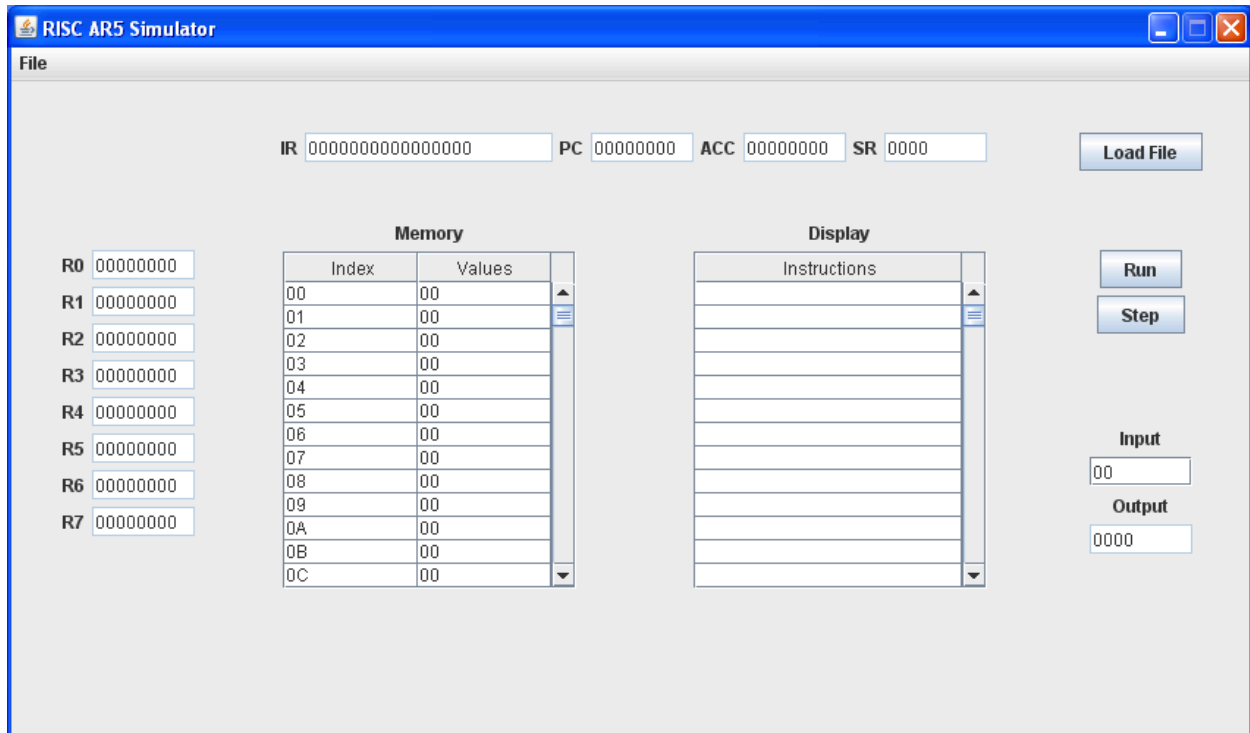 RISC AR5 Simulator
File
IR 0000000000000000 PC 00000000 ACC 00000000 SR 0000 Load File
Memory Display
R0 00000000
R1 00000000
R2 00000000
R3 00000000
R4 00000000
R5 00000000
R6 00000000
R7 00000000
Index Values
00 00
01 00
02 00
03 00
04 00
05 00
06 00
07 00
08 00
09 00
0A 00
0B 00
0C 00
Instructions
Run
Step
Input
00
Output
0000